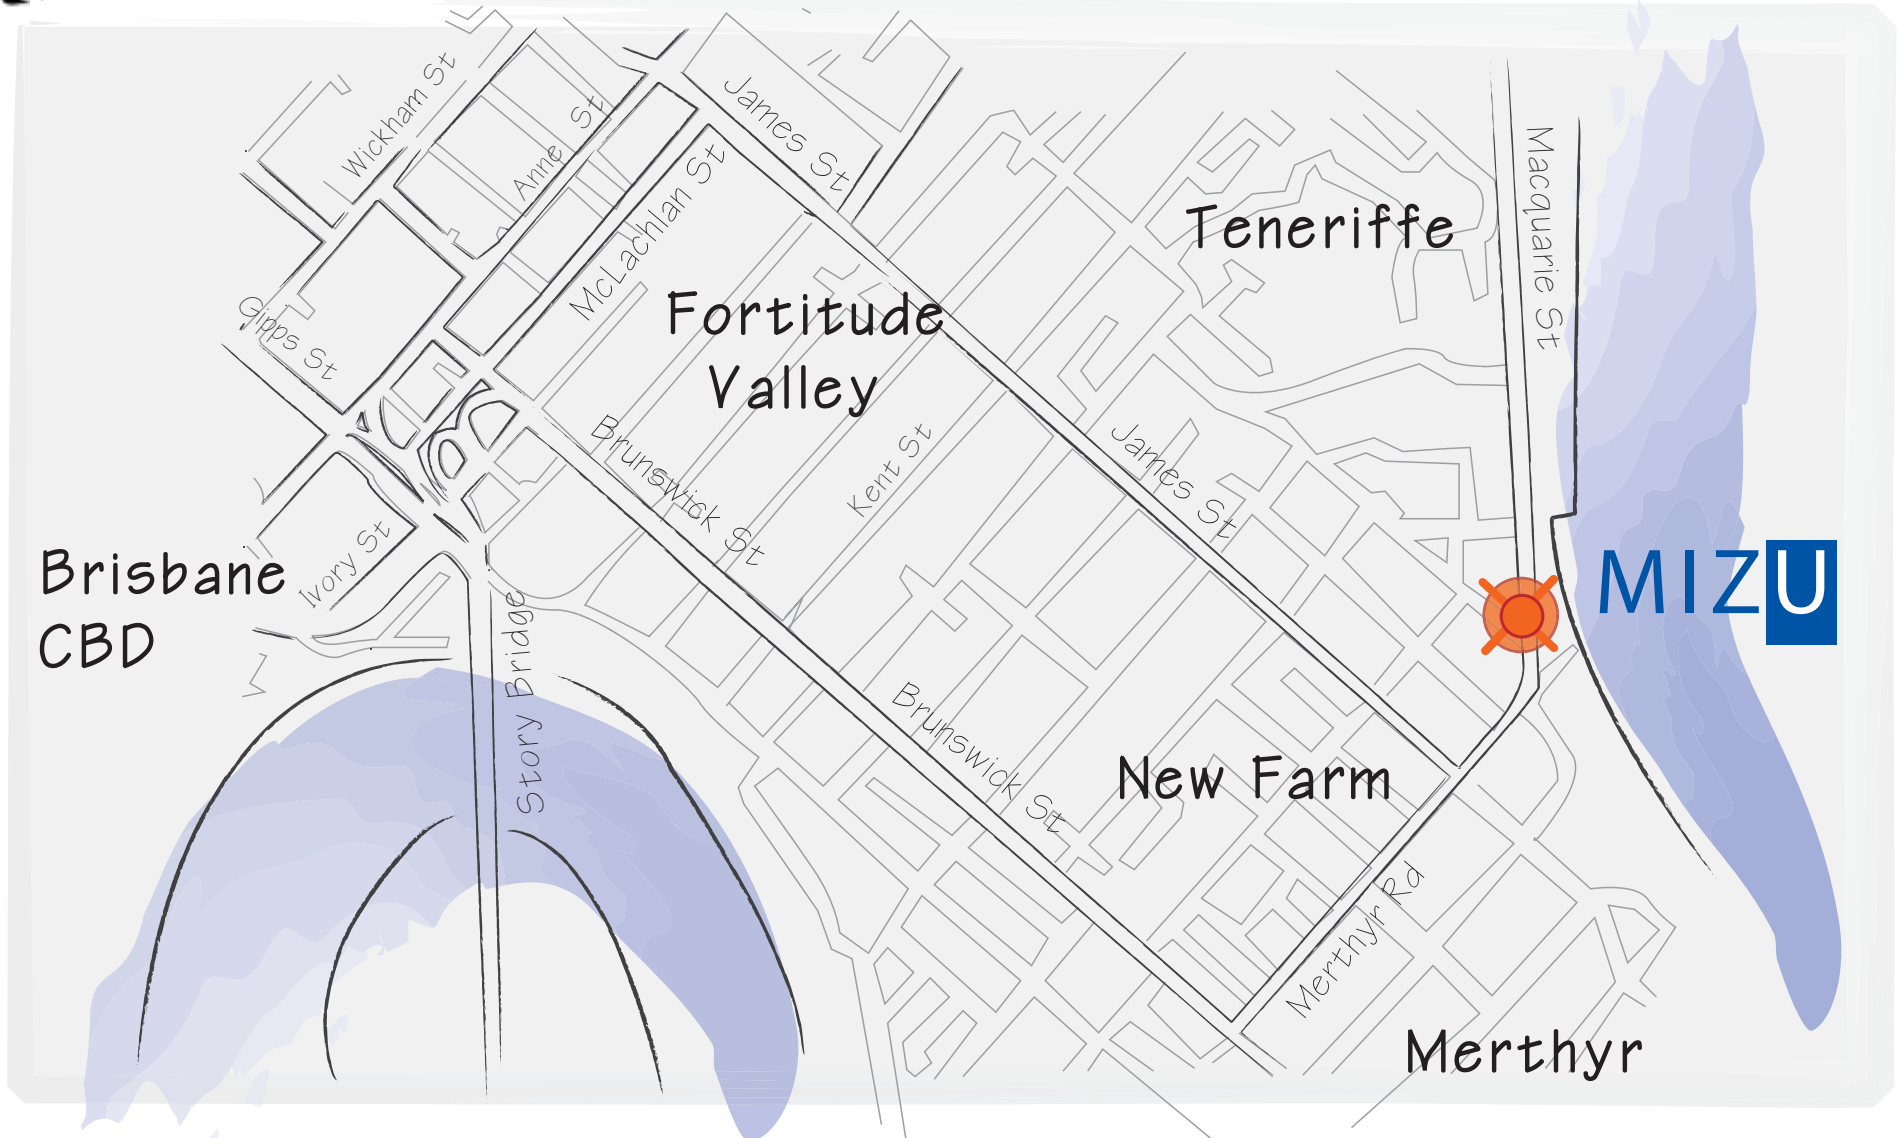 Wickham St
Anne St
James St
McLachlan St
Gipps St
Macquarie St
Teneriffe
Fortitude
Valley
Brunswick St
Kent St
James St
Brisbane
CBD
Ivory St
Story Bridge
MIZU
Brunswick St
New Farm
Merthyr Rd
Merthyr